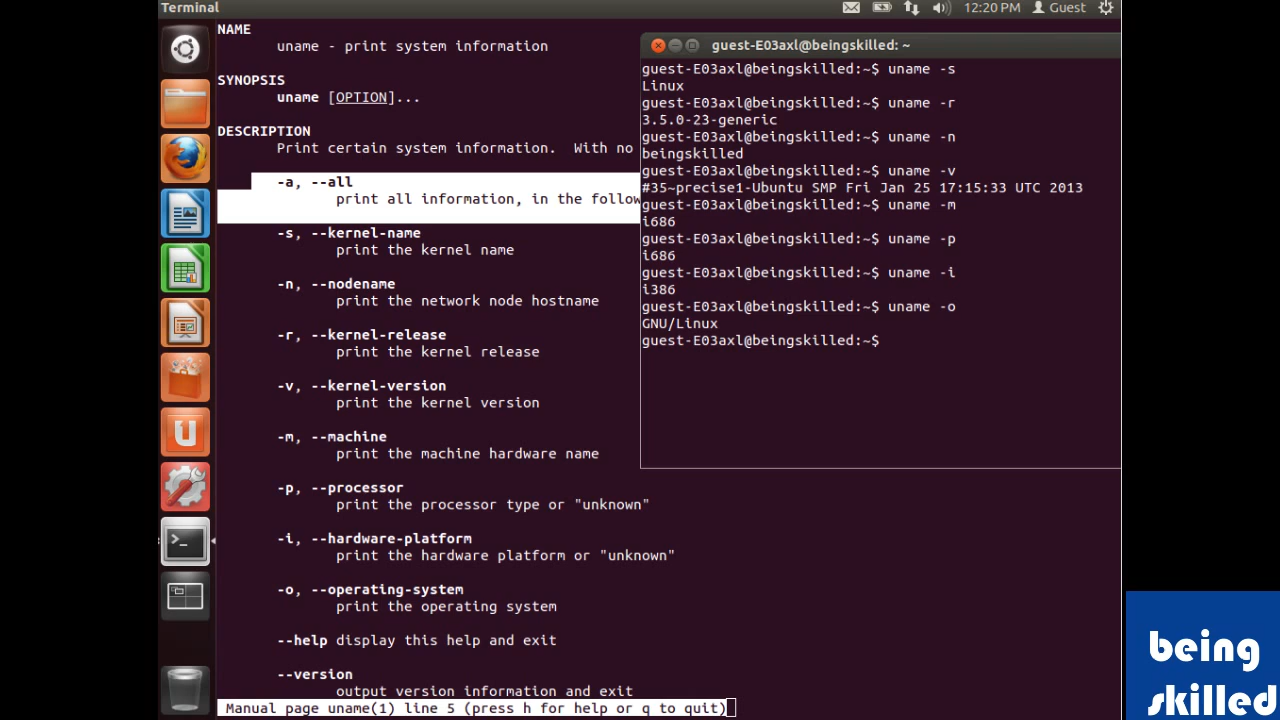 Terminal
12:20 PM
Guest
NAME
uname - print system information
SYNOPSIS
uname [OPTION]...
DESCRIPTION
Print certain system information.  With no
-a, --all
print all information, in the follow
-s, --kernel-name
print the kernel name
-n, --nodename
print the network node hostname
-r, --kernel-release
print the kernel release
-v, --kernel-version
print the kernel version
-m, --machine
print the machine hardware name
-p, --processor
print the processor type or "unknown"
-i, --hardware-platform
print the hardware platform or "unknown"
-o, --operating-system
print the operating system
--help display this help and exit
--version
output version information and exit
Manual page uname(1) line 5 (press h for help or q to quit)
guest-E03axl@beingskilled: ~
guest-E03axl@beingskilled:~$ uname -s
Linux
guest-E03axl@beingskilled:~$ uname -r
3.5.0-23-generic
guest-E03axl@beingskilled:~$ uname -n
beingskilled
guest-E03axl@beingskilled:~$ uname -v
#35~precise1-Ubuntu SMP Fri Jan 25 17:15:33 UTC 2013
guest-E03axl@beingskilled:~$ uname -m
i686
guest-E03axl@beingskilled:~$ uname -p
i686
guest-E03axl@beingskilled:~$ uname -i
i386
guest-E03axl@beingskilled:~$ uname -o
GNU/Linux
guest-E03axl@beingskilled:~$
being
skilled